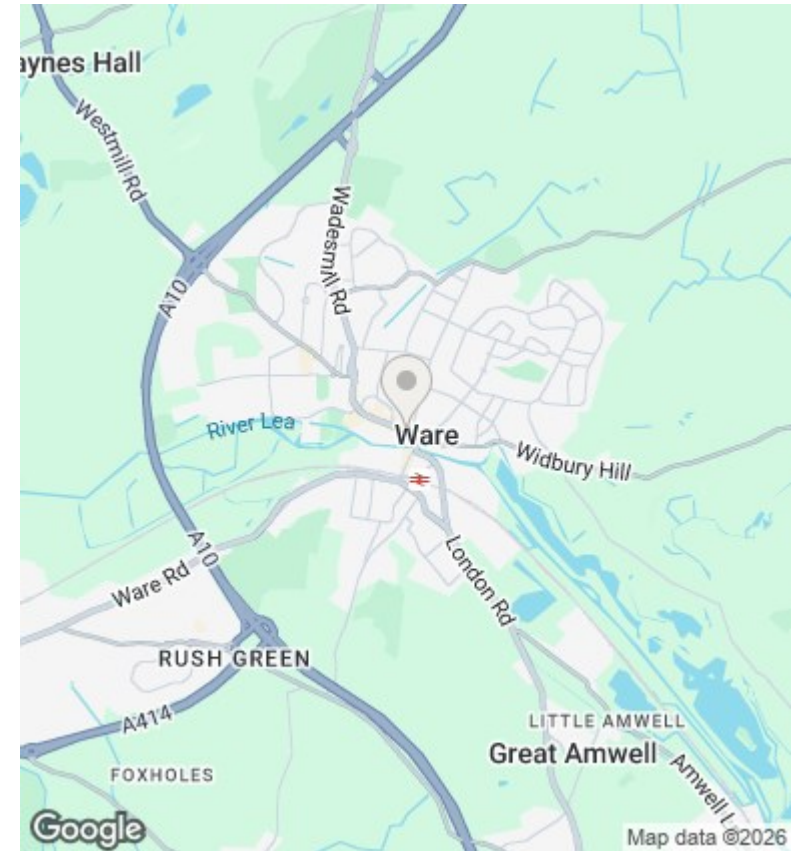 aynes Hall
Westmill Rd
Wadesmill Rd
A10
River Lea
Ware
Widbury Hill
A10
Ware Rd
London Rd
RUSH GREEN
A414
LITTLE AMWELL
Great Amwell
FOXHOLES
Amwell L
Google
Map data ©2026